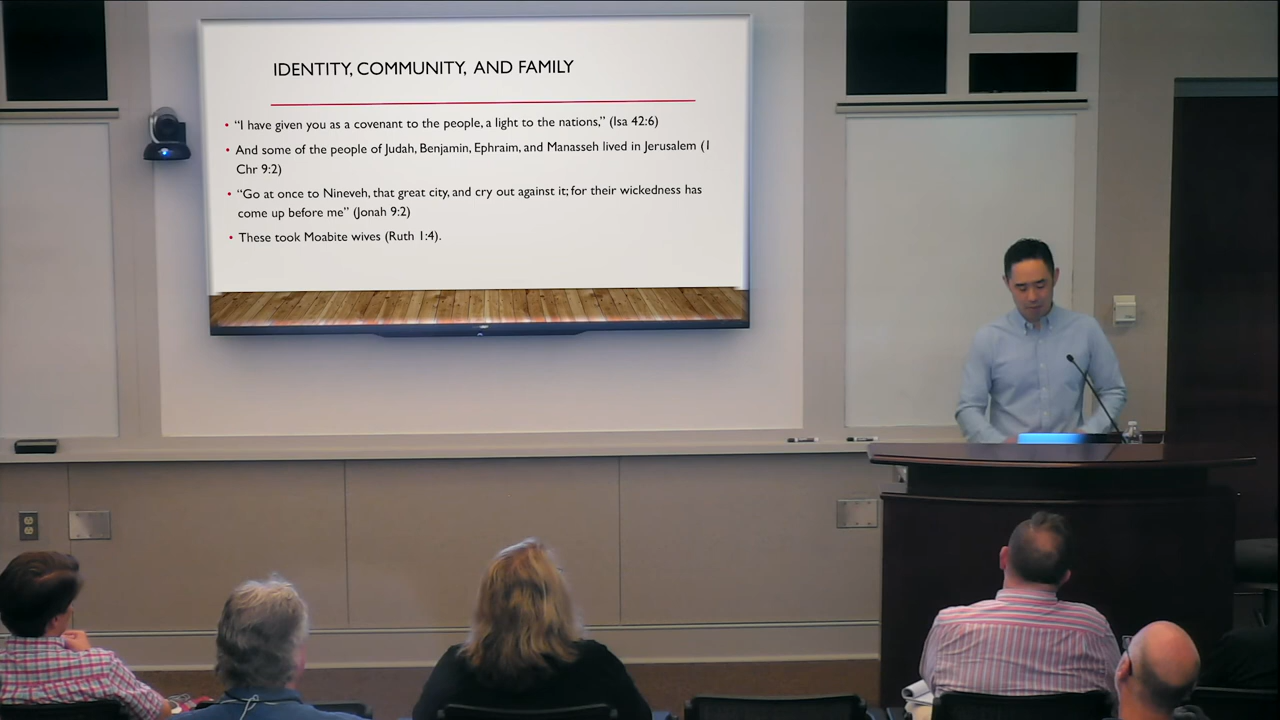 IDENTITY, COMMUNITY, AND FAMILY
• “I have given you as a covenant to the people, a light to the nations,” (Isa 42:6)
• And some of the people of Judah, Benjamin, Ephraim, and Manasseh lived in Jerusalem (1
Chr 9:2)
• “Go at once to Nineveh, that great city, and cry out against it; for their wickedness has
come up before me” (Jonah 9:2)
• These took Moabite wives (Ruth 1:4).